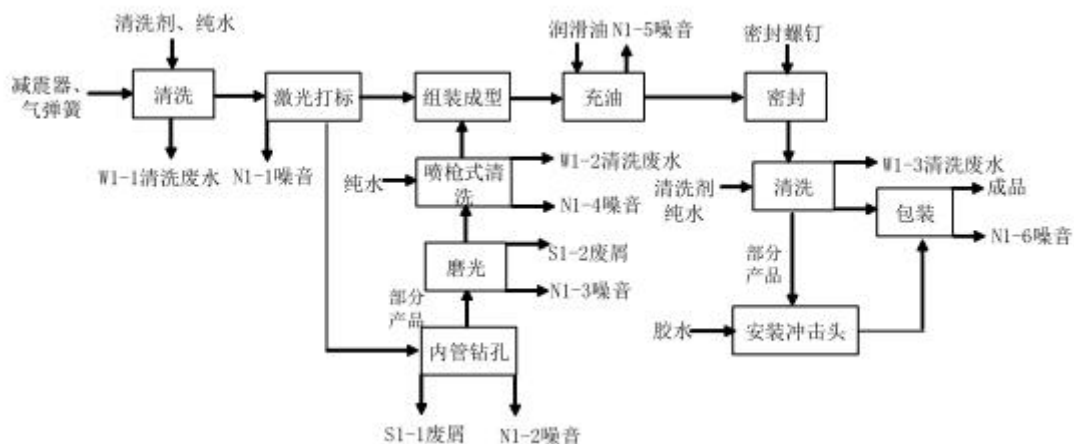 清洗剂、纯水
润滑油 N1-5噪音
密封螺钉
减震器、
气弹簧
清洗
激光打标
组装成型
充油
密封
W1-1清洗废水
N1-1噪音
纯水
喷枪式清
洗
W1-2清洗废水
N1-4噪音
清洗剂
纯水
清洗
W1-3清洗废水
成品
包装
N1-6噪音
磨光
S1-2废屑
N1-3噪音
部分
产品
部分
产品
内管钻孔
胶水
安装冲击头
S1-1废屑
N1-2噪音